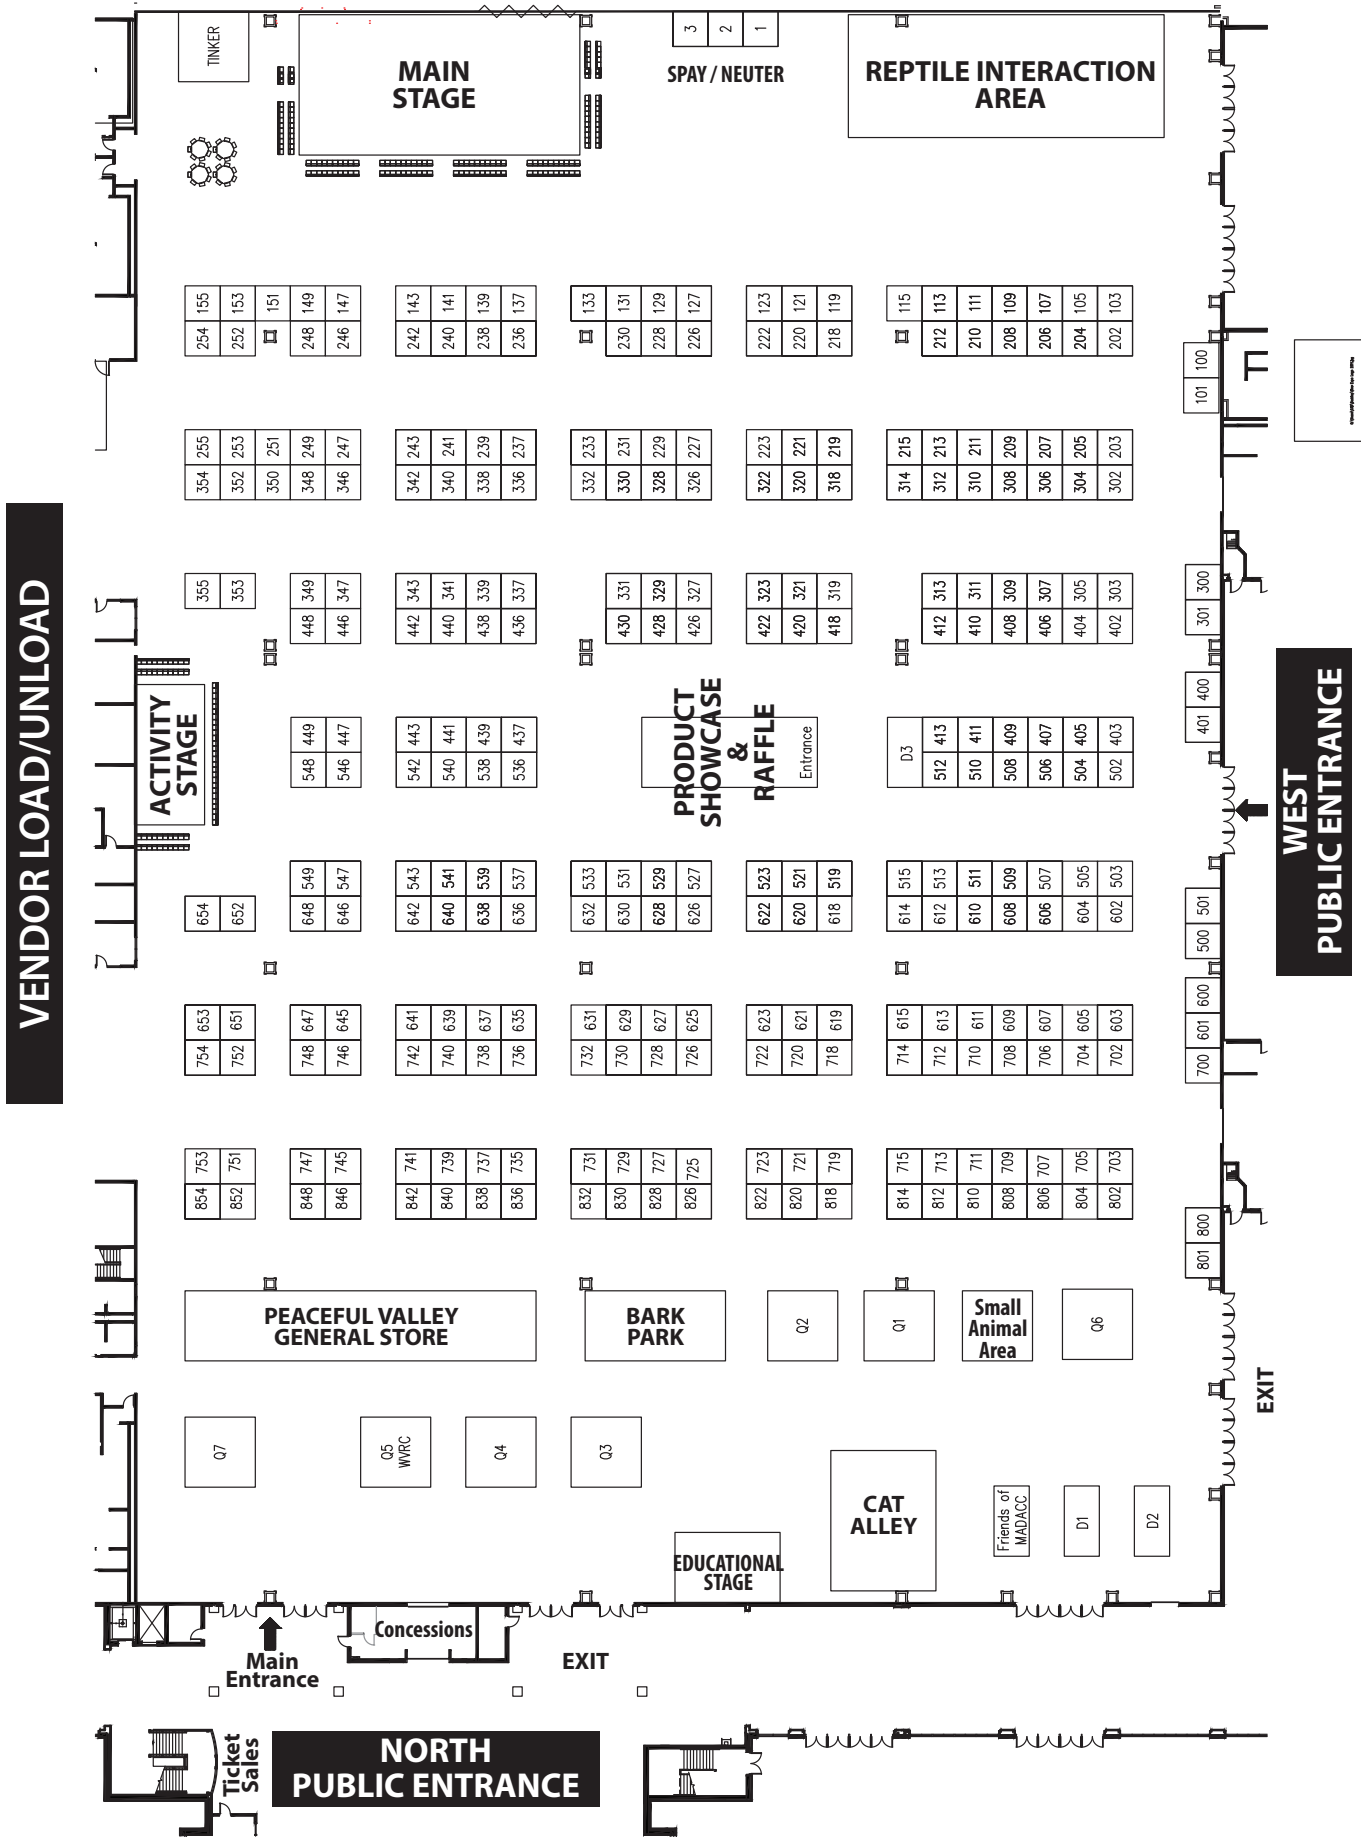 TINKER
MAIN
STAGE
3
2
1
SPAY / NEUTER
REPTILE INTERACTION
AREA
155 153 151 149 147 143 141 139 137 133 131 129 127 123 121 119 115 113 111 109 107 105 103
254 252 248 246 242 240 238 236 230 228 226 222 220 218 212 210 208 206 204 202
100
101
255 253 251 249 247 243 241 239 237 233 231 229 227 223 221 219 215 213 211 209 207 205 203
354 352 350 348 346 342 340 338 336 332 330 328 326 322 320 318 314 312 310 308 306 304 302
VENDOR LOAD/UNLOAD
355 353 349 347 343 341 339 337 331 329 327 323 321 319 313 311 309 307 305 303
448 446 442 440 438 436 430 428 426 422 420 418 412 410 408 406 404 402
300
301
ACTIVITY
STAGE
449 447 443 441 439 437
548 546 542 540 538 536
PRODUCT
SHOWCASE
&
RAFFLE
Entrance
D3
413 411 409 407 405 403
512 510 508 506 504 502
400
401
WEST
PUBLIC ENTRANCE
549 547 543 541 539 537 533 531 529 527 523 521 519 515 513 511 509 507 505 503
654 652 648 646 642 640 638 636 632 630 628 626 622 620 618 614 612 610 608 606 604 602
501
500
653 651 647 645 641 639 637 635 631 629 627 625 623 621 619 615 613 611 609 607 605 603
754 752 748 746 742 740 738 736 732 730 728 726 722 720 718 714 712 710 708 706 704 702
600
601
700
753 751 747 745 741 739 737 735 731 729 727 725 723 721 719 715 713 711 709 707 705 703
854 852 848 846 842 840 838 836 832 830 828 826 822 820 818 814 812 810 808 806 804 802
800
801
PEACEFUL VALLEY
GENERAL STORE
BARK
PARK
Q2
Q1
Small
Animal
Area
Q6
EXIT
Q7
Q5
WVRC
Q4
Q3
CAT
ALLEY
Friends of
MADACC
D1
D2
EDUCATIONAL
STAGE
Main
Entrance
Concessions
EXIT
Ticket
Sales
NORTH
PUBLIC ENTRANCE